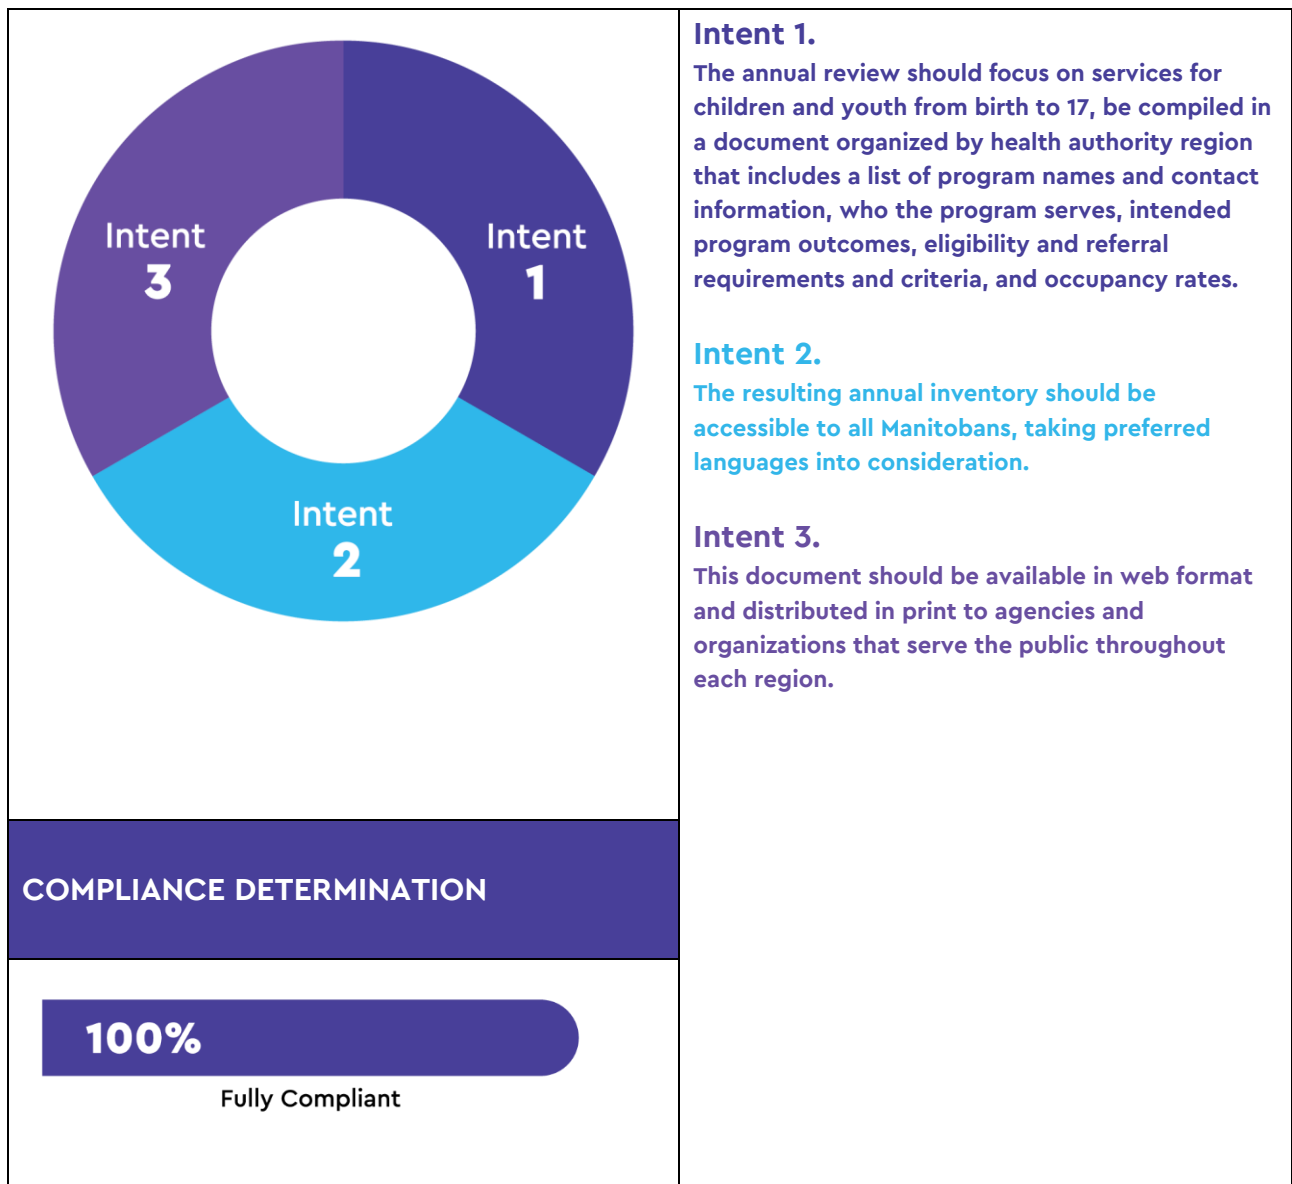 Intent
3
Intent
1
Intent
2
COMPLIANCE DETERMINATION
100%
Fully Compliant
Intent 1.
The annual review should focus on services for
children and youth from birth to 17, be compiled in
a document organized by health authority region
that includes a list of program names and contact
information, who the program serves, intended
program outcomes, eligibility and referral
requirements and criteria, and occupancy rates.
Intent 2.
The resulting annual inventory should be
accessible to all Manitobans, taking preferred
languages into consideration.
Intent 3.
This document should be available in web format
and distributed in print to agencies and
organizations that serve the public throughout
each region.